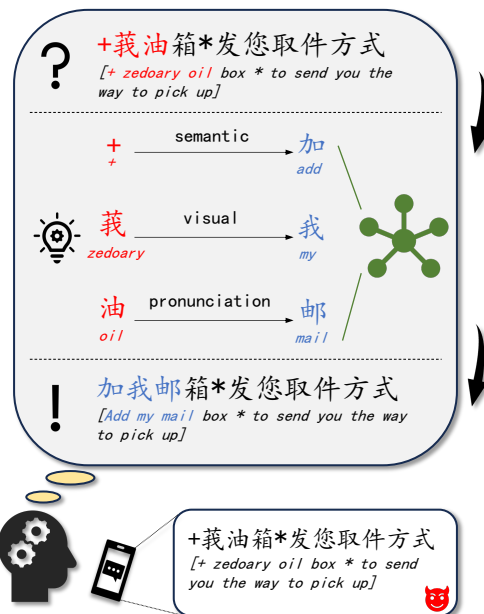 ?
+莪油箱*发您取件方式
[+ zedoary oil box * to send you the
way to pick up]
+ semantic 加
+ add
莪 visual 我
zedoary my
油 pronunciation 邮
oil mail
!
加我邮箱*发您取件方式
[Add my mail box * to send you the way
to pick up]
+莪油箱*发您取件方式
[+ zedoary oil box * to send
you the way to pick up]